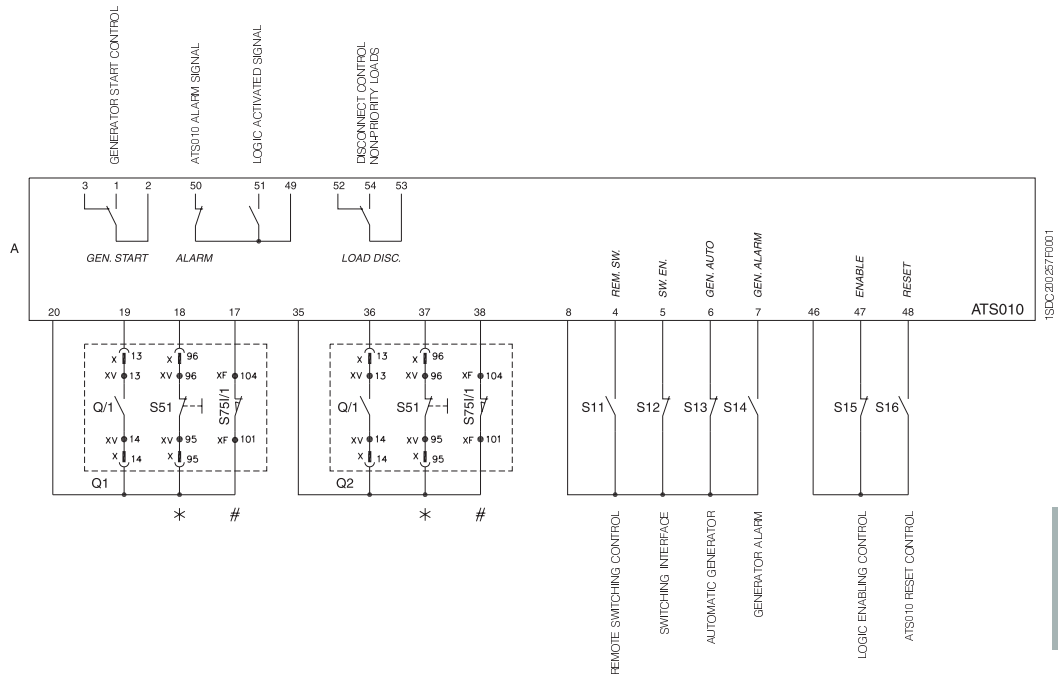 GENERATOR START CONTROL
ATS010 ALARM SIGNAL
LOGIC ACTIVATED SIGNAL
DISCONNECT CONTROL
NON-PRIORITY LOADS
3 1 2 50 51 49 52 54 53
A
GEN. START ALARM LOAD DISC.
REM. SW.
SW. EN.
GEN. AUTO
GEN. ALARM
ENABLE
RESET
ATS010
1SDC200257F0001
20 19 18 17 35 36 37 38 8 4 5 6 7 46 47 48
X 13 X 96 X 13 X 96
XV 13 XV 96 XF 104 XV 13 XV 96 XF 104
Q/1 S51 S75I/1 Q/1 S51 S75I/1 S11 S12 S13 S14 S15 S16
XV 14 XV 95 XF 101 XV 14 XV 95 XF 101
X 14 X 95 X 14 X 95
Q1 Q2
* # * #
REMOTE SWITCHING CONTROL
SWITCHING INTERFACE
AUTOMATIC GENERATOR
GENERATOR ALARM
LOGIC ENABLING CONTROL
ATS010 RESET CONTROL